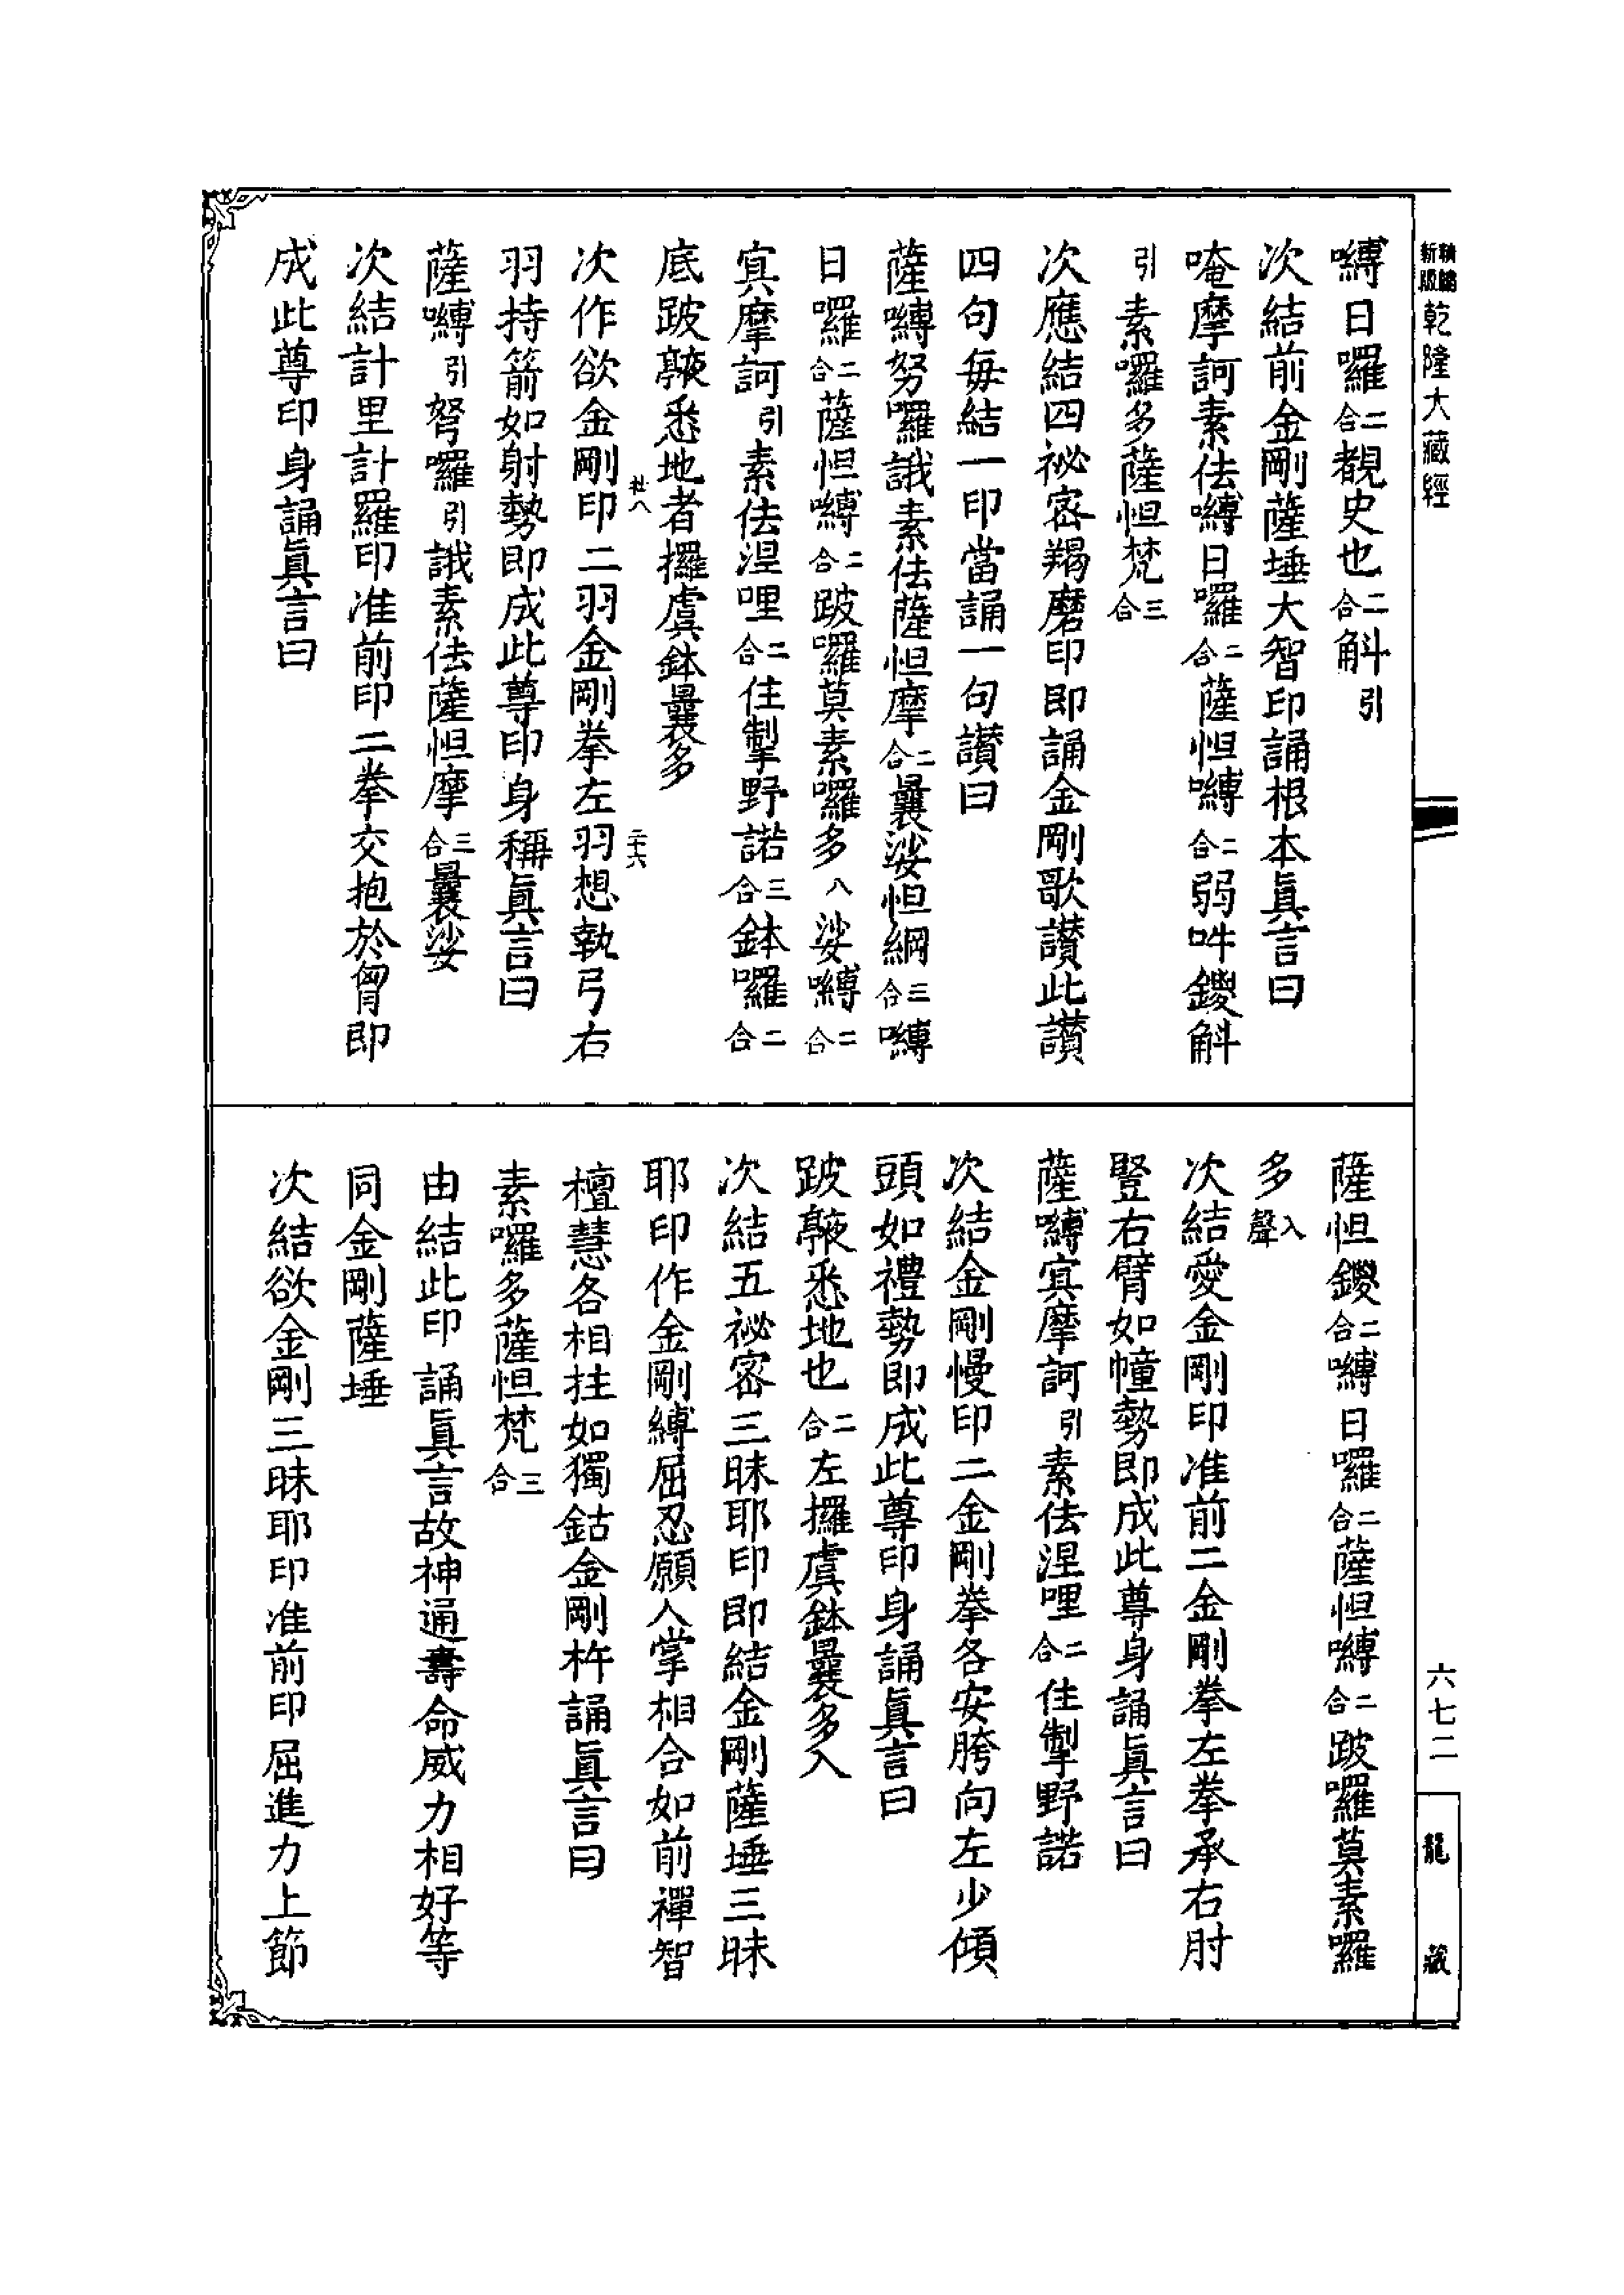 新版精縮乾隆大藏經
嚩日囉二合覩史也二合斛引
次結前金剛薩埵大智印誦根本眞言曰
唵摩訶素佉嚩日囉二合薩怛嚩二合弱吽鑁斛
引素囉多薩怛梵三合
次應結四祕密羯磨印即誦金剛歌讚此讚
四句每結一印當誦一句讚曰
薩嚩努囉誐素佉薩怛摩二合曩娑怛綱三合嚩
日囉二合薩怛嚩二合跛囉莫素囉多八娑嚩二合
寘摩訶引素佉涅哩二合住掣野諾三合鉢囉二合
底跛㗚悉地者攞虞鉢曩多
社八 二十六
次作欲金剛印二羽金剛拳左羽想執弓右
羽持箭如射勢即成此尊印身稱眞言曰
薩嚩引弩囉引誐素佉薩怛摩三合曩娑
次結計里計羅印准前印二拳交抱於胷即
成此尊印身誦眞言曰
薩怛鑁二合嚩日囉二合薩怛嚩二合跛囉莫素囉
多入聲
次結愛金剛印准前二金剛拳左拳承右肘
豎右臂如幢勢即成此尊身誦眞言曰
薩嚩寘摩訶引素佉涅哩二合住掣野諾
次結金剛慢印二金剛拳各安胯向左少傾
頭如禮勢即成此尊印身誦眞言曰
跛悉地也二合左攞虞鉢曩多入
次結五祕密三昧耶印即結金剛薩埵三昧
耶印作金剛縛屈忍願入掌相合如前禪智
檀慧各相拄如獨鈷金剛杵誦眞言曰
素囉多薩怛梵三合
由結此印誦眞言故神通壽命威力相好等
同金剛薩埵
次結欲金剛三昧耶印准前印屈進力上節
六七二
龍藏